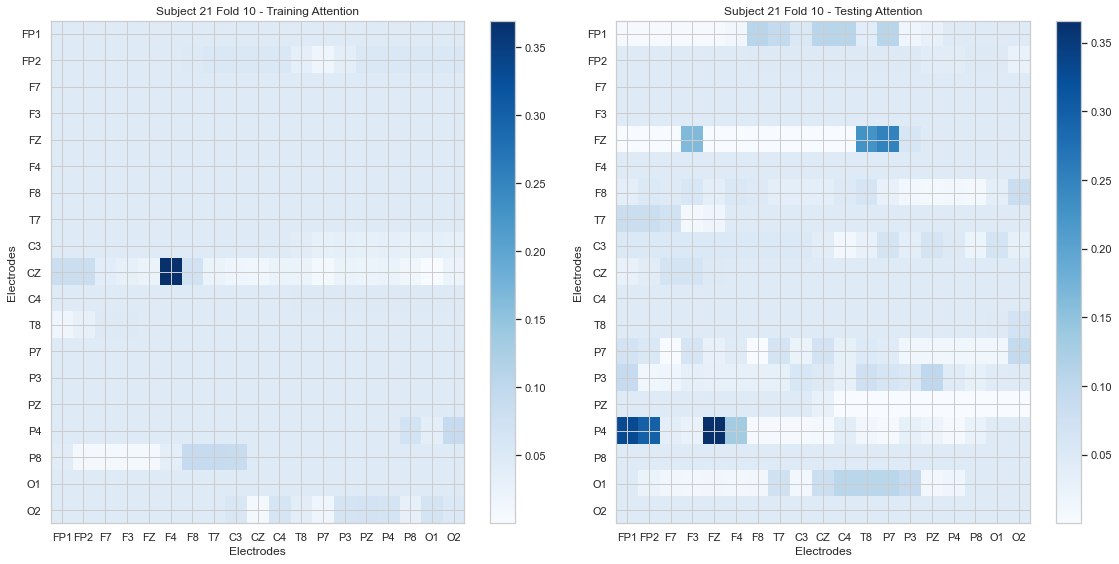 Subject 21 Fold 10 - Training Attention
FP1
FP2
F7
F3
FZ
F4
F8
T7
C3
CZ
C4
T8
P7
P3
PZ
P4
P8
O1
O2
Electrodes
FP1 FP2 F7 F3 FZ F4 F8 T7 C3 CZ C4 T8 P7 P3 PZ P4 P8 O1 O2
Electrodes
0.35
0.30
0.25
0.20
0.15
0.10
0.05
Subject 21 Fold 10 - Testing Attention
FP1
FP2
F7
F3
FZ
F4
F8
T7
C3
CZ
C4
T8
P7
P3
PZ
P4
P8
O1
O2
Electrodes
FP1 FP2 F7 F3 FZ F4 F8 T7 C3 CZ C4 T8 P7 P3 PZ P4 P8 O1 O2
Electrodes
0.35
0.30
0.25
0.20
0.15
0.10
0.05